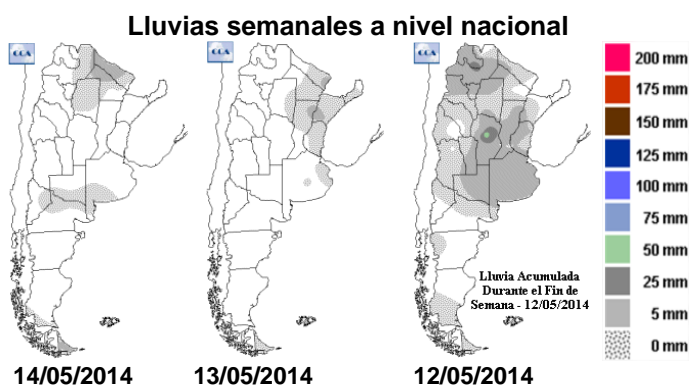 Lluvias semanales a nivel nacional
CCA
CCA
CCA
200 mm
175 mm
150 mm
125 mm
100 mm
75 mm
50 mm
25 mm
5 mm
0 mm
Lluvia Acumulada
Durante el Fin de
Semana - 12/05/2014
14/05/2014
13/05/2014
12/05/2014